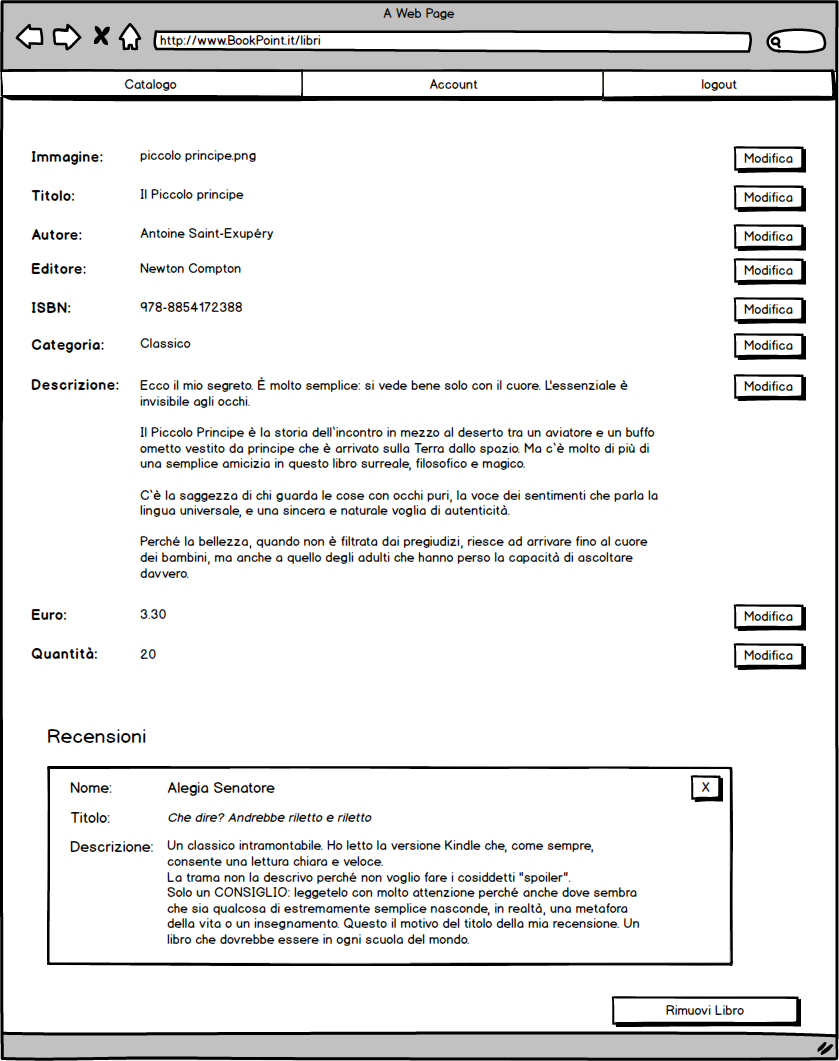 A Web Page
http://www.BookPoint.it/libri
Catalogo Account logout
Immagine: piccolo principe.png Modifica
Titolo: Il Piccolo principe Modifica
Autore: Antoine Saint-Exupéry Modifica
Editore: Newton Compton Modifica
ISBN: 978-8854172388 Modifica
Categoria: Classico Modifica
Descrizione: Ecco il mio segreto. È molto semplice: si vede bene solo con il cuore. L'essenziale è Modifica
invisibile agli occhi.
Il Piccolo Principe è la storia dell`incontro in mezzo al deserto tra un aviatore e un buffo
ometto vestito da principe che è arrivato sulla Terra dallo spazio. Ma c`è molto di più di
una semplice amicizia in questo libro surreale, filosofico e magico.
C`è la saggezza di chi guarda le cose con occhi puri, la voce dei sentimenti che parla la
lingua universale, e una sincera e naturale voglia di autenticità.
Perché la bellezza, quando non è filtrata dai pregiudizi, riesce ad arrivare fino al cuore
dei bambini, ma anche a quello degli adulti che hanno perso la capacità di ascoltare
davvero.
Euro: 3.30 Modifica
Quantità: 20 Modifica
Recensioni
Nome: Alegia Senatore X
Titolo: Che dire? Andrebbe riletto e riletto
Descrizione: Un classico intramontabile. Ho letto la versione Kindle che, come sempre,
consente una lettura chiara e veloce.
La trama non la descrivo perché non voglio fare i cosiddetti "spoiler".
Solo un CONSIGLIO: leggetelo con molto attenzione perché anche dove sembra
che sia qualcosa di estremamente semplice nasconde, in realtà, una metafora
della vita o un insegnamento. Questo il motivo del titolo della mia recensione. Un
libro che dovrebbe essere in ogni scuola del mondo.
Rimuovi Libro